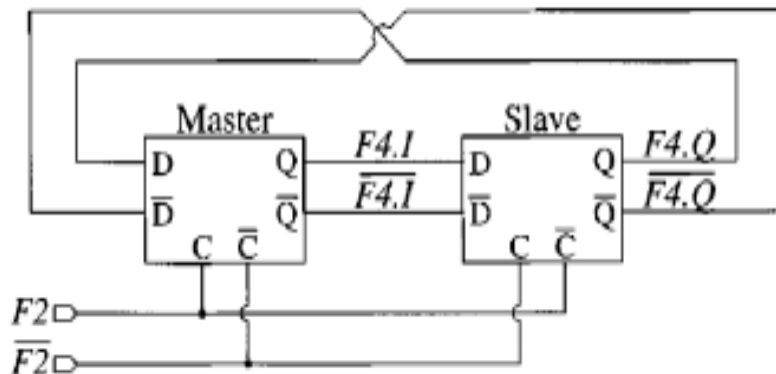 Master Slave
D Q F4.I D Q F4.Q
D̅ Q̅ F̅4̅.̅I̅ D̅ Q̅ F̅4̅.̅Q̅
C C̅ C C̅
F2
F̅2̅